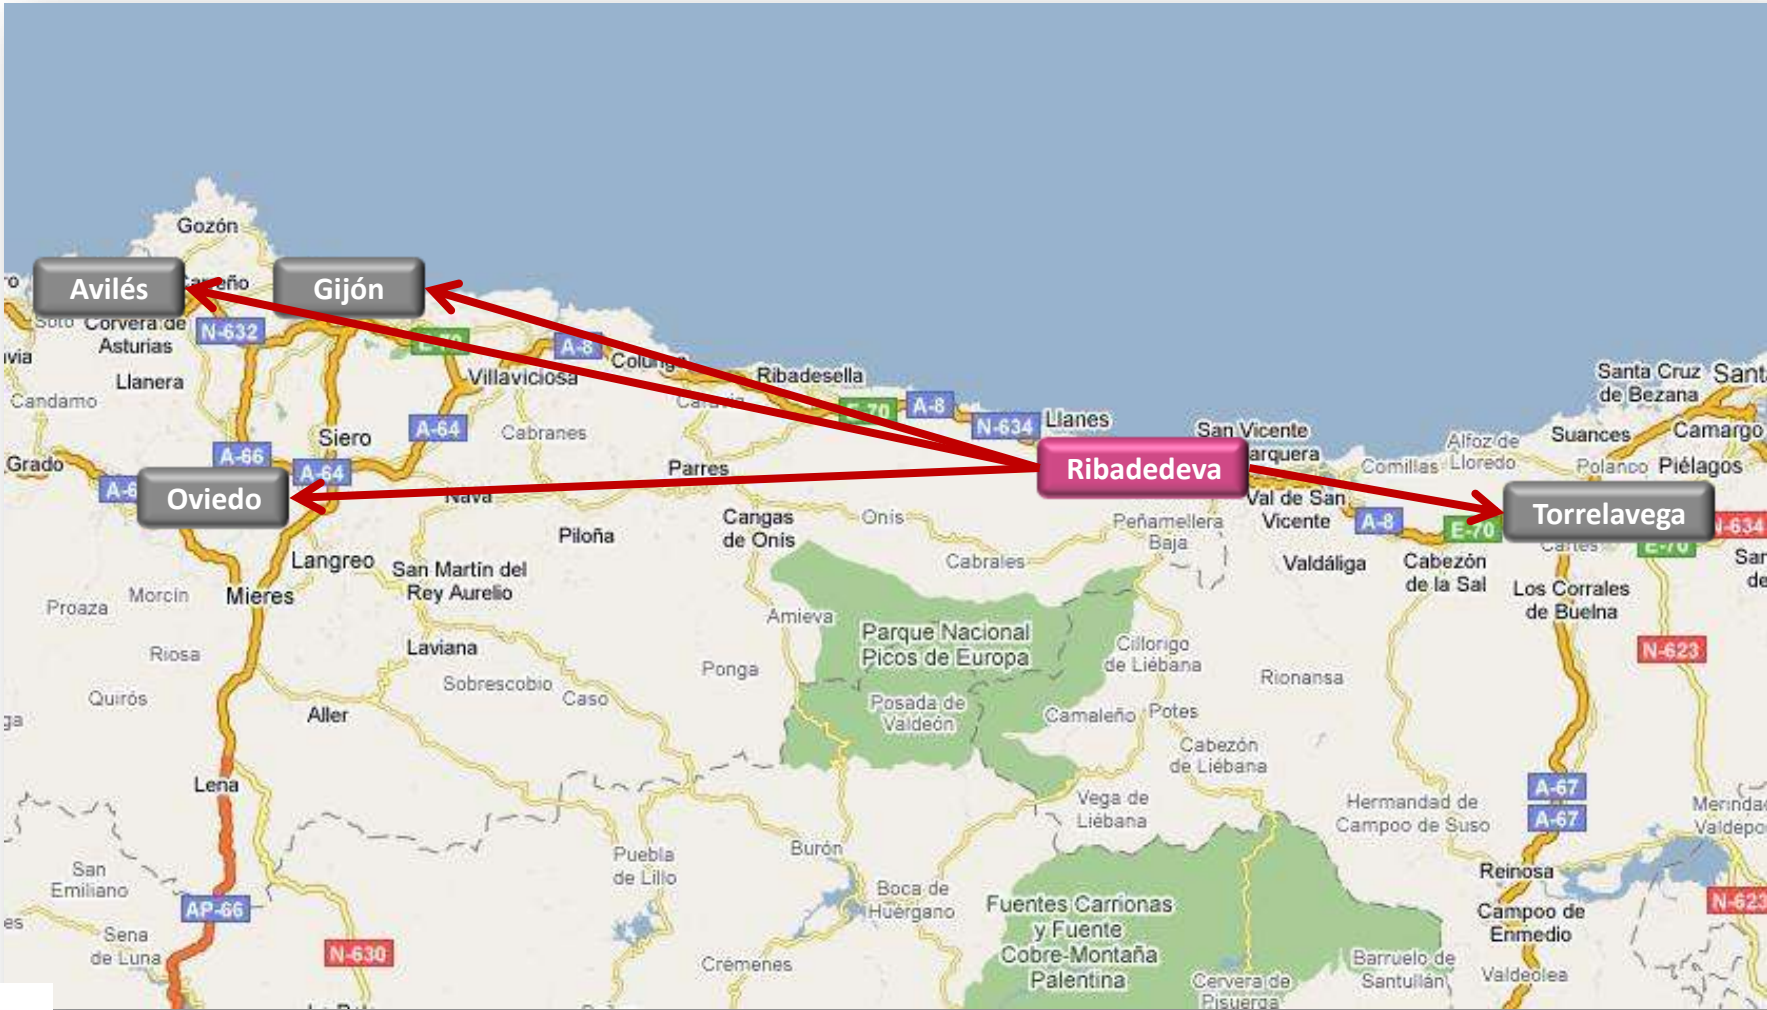 Gozón
Avilés
Gijón
Corvera de
Asturias
N-632
Llanera
Candamo
A-8
Villaviciosa
Ribadesella
E-70
A-8
N-634
Llanes
A-64
Cabranes
Siero
A-66
A-64
Grado
Oviedo
Nava
Parres
Ribadedeva
San Vicente
Comillas
Alfoz de
Lloredo
Suances
Santa Cruz
de Bezana
Camargo
Polanco
Piélagos
Torrelavega
N-634
E-70
Val de San
Vicente
A-8
E-70
Cartes
Cabezón
de la Sal
Los Corrales
de Buelna
Valdáliga
Peñamellera
Baja
Onís
Cangas
de Onís
Cabrales
Piloña
Langreo
San Martín del
Rey Aurelio
Mieres
Morcín
Proaza
Riosa
Quirós
Laviana
Sobrescobio
Caso
Aller
Ponga
Amieva
Parque Nacional
Picos de Europa
Posada de
Valdeón
Cillorigo
de Liébana
Camaleño
Potes
Rionansa
N-623
Cabezón
de Liébana
Vega de
Liébana
Hermandad de
Campoo de Suso
A-67
A-67
Reinosa
N-623
Campoo de
Enmedio
Valdeolea
Barruelo de
Santullán
Cervera de
Pisuerga
Fuentes Carrionas
y Fuente
Cobre-Montaña
Palentina
Boca de
Huérgano
Burón
Puebla
de Lillo
Crémenes
Lena
San
Emiliano
AP-66
Sena
de Luna
N-630